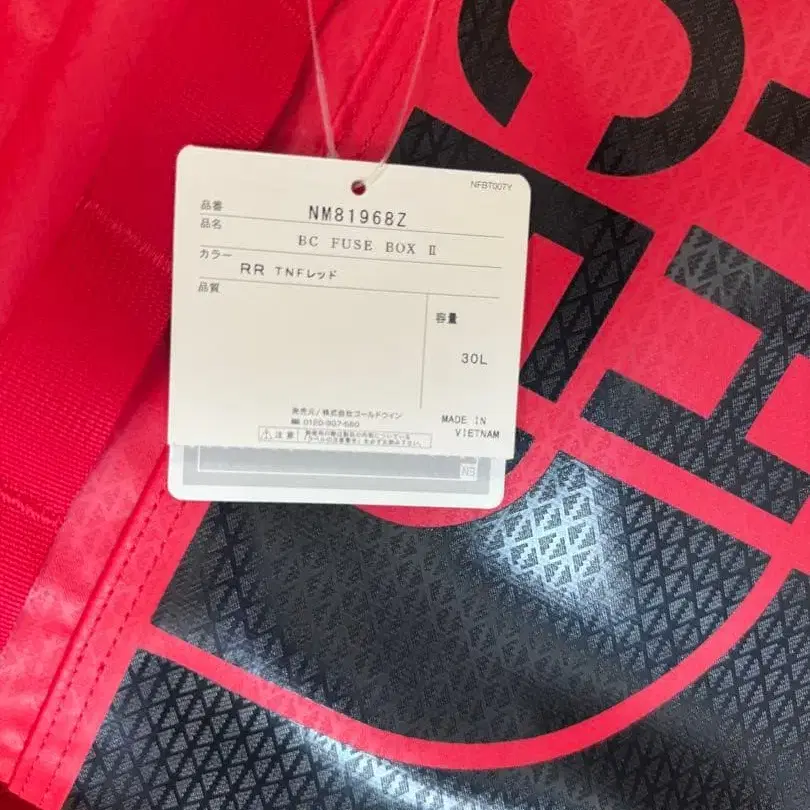 NFBT007Y
品番 NM81968Z
品名 BC FUSE BOX Ⅱ
カラー RR TNFレッド
品質
容量
30L
発売元/株式会社ゴールドウイン
0120-907-560
MADE IN
VIETNAM
注意